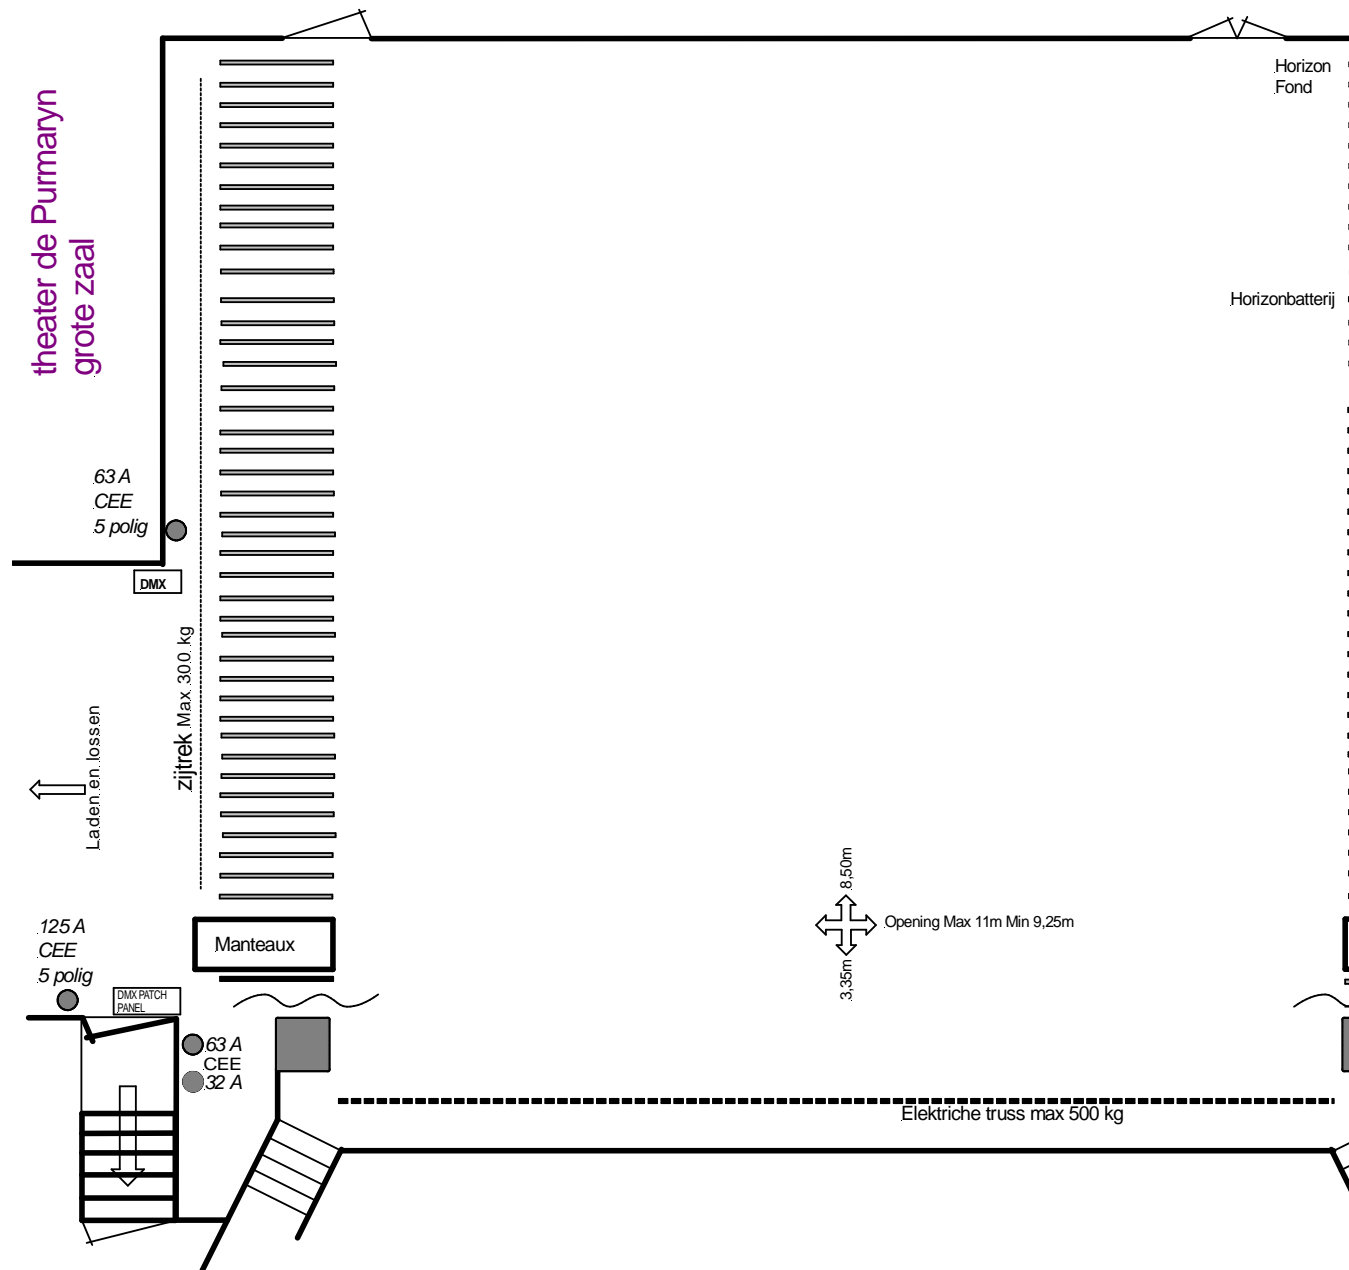 theater de Purmaryn
grote zaal
Horizon
Fond
Horizonbatterij
63 A
CEE
5 polig
DMX
zijtrek Max 300 kg
Laden en lossen
125 A
CEE
5 polig
Manteaux
DMX PATCH
PANEL
63 A
CEE
32 A
8,50m
Opening Max 11m Min 9,25m
3,35m
Elektriche truss max 500 kg